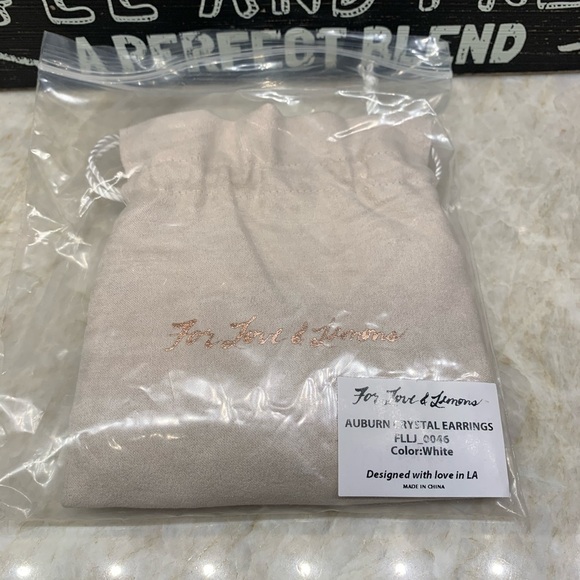 A PERFECT BLEND
For Love & Lemons
For Love & Lemons
AUBURN CRYSTAL EARRINGS
FLLJ_0046
Color:White
Designed with love in LA
MADE IN CHINA